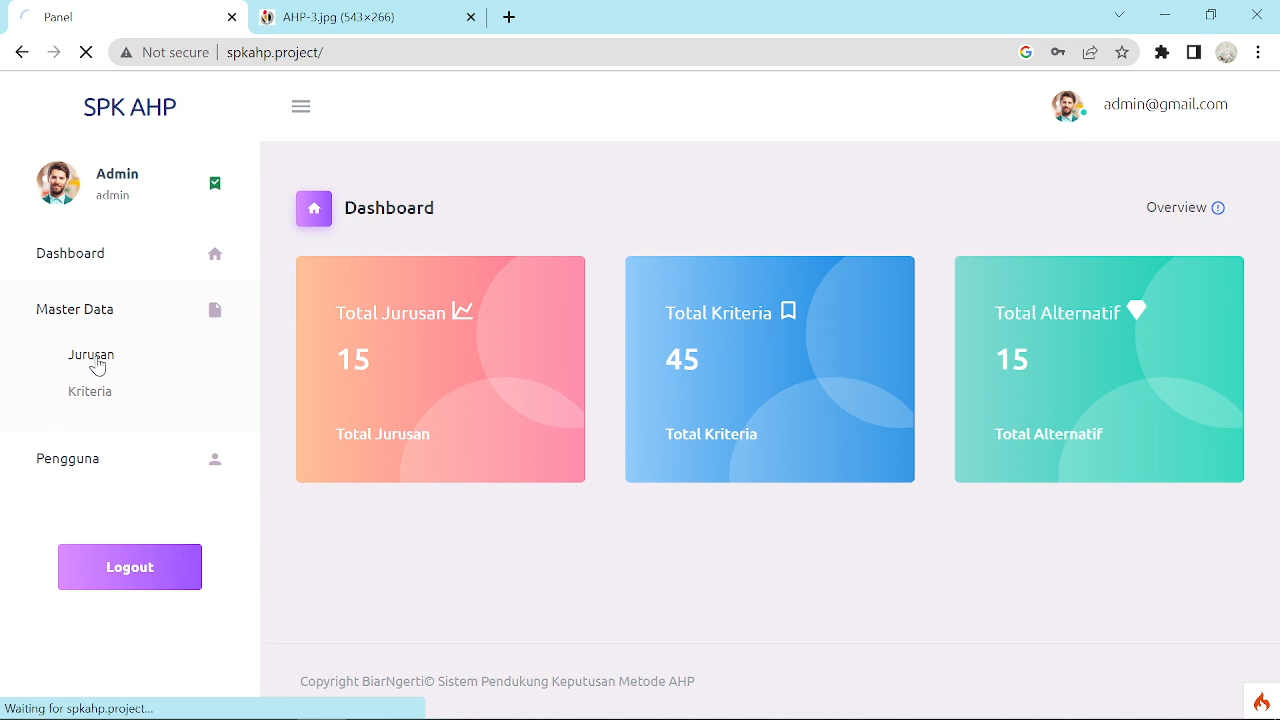 Panel
AHP-3.jpg (543×266)
Not secure
spkahp.project/
SPK AHP
admin@gmail.com
Admin
admin
Dashboard
Master Data
Jurusan
Kriteria
Pengguna
Logout
Dashboard
Overview
Total Jurusan
15
Total Jurusan
Total Kriteria
45
Total Kriteria
Total Alternatif
15
Total Alternatif
Copyright BiarNgerti© Sistem Pendukung Keputusan Metode AHP
Waiting for spkahp.project...